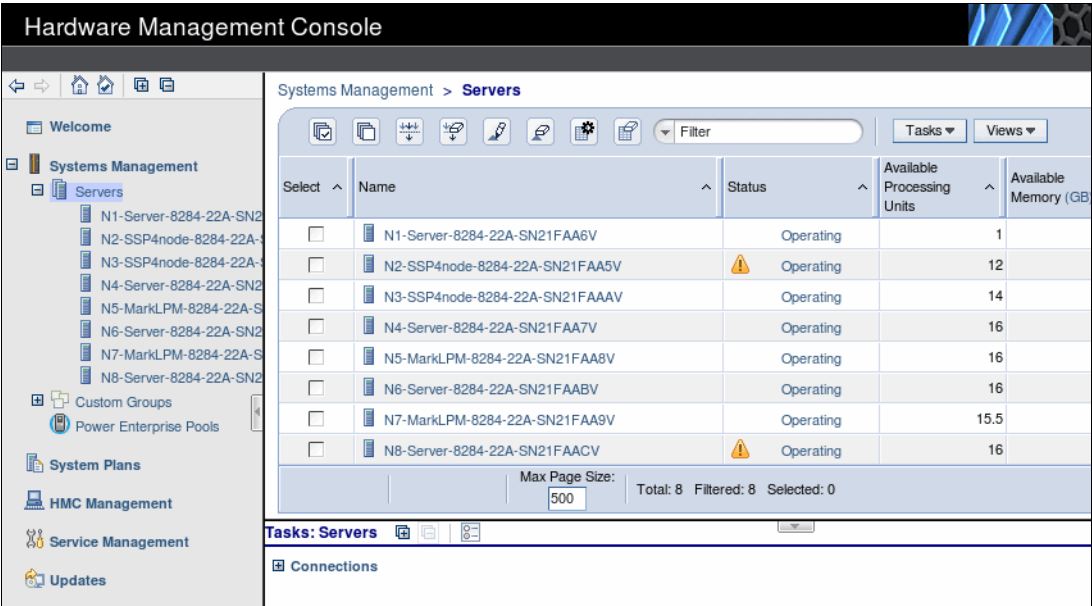 Hardware Management Console
Systems Management > Servers
Welcome
Systems Management
Servers
N1-Server-8284-22A-SN2
N2-SSP4node-8284-22A-
N3-SSP4node-8284-22A-
N4-Server-8284-22A-SN2
N5-MarkLPM-8284-22A-S
N6-Server-8284-22A-SN2
N7-MarkLPM-8284-22A-S
N8-Server-8284-22A-SN2
Custom Groups
Power Enterprise Pools
System Plans
HMC Management
Service Management
Updates
Filter Tasks Views
Select Name Status Available Processing Units Available Memory (GB)
N1-Server-8284-22A-SN21FAA6V Operating 1
N2-SSP4node-8284-22A-SN21FAA5V Operating 12
N3-SSP4node-8284-22A-SN21FAAAV Operating 14
N4-Server-8284-22A-SN21FAA7V Operating 16
N5-MarkLPM-8284-22A-SN21FAA8V Operating 16
N6-Server-8284-22A-SN21FAABV Operating 16
N7-MarkLPM-8284-22A-SN21FAA9V Operating 15.5
N8-Server-8284-22A-SN21FAACV Operating 16
Max Page Size:
500 Total: 8 Filtered: 8 Selected: 0
Tasks: Servers
Connections